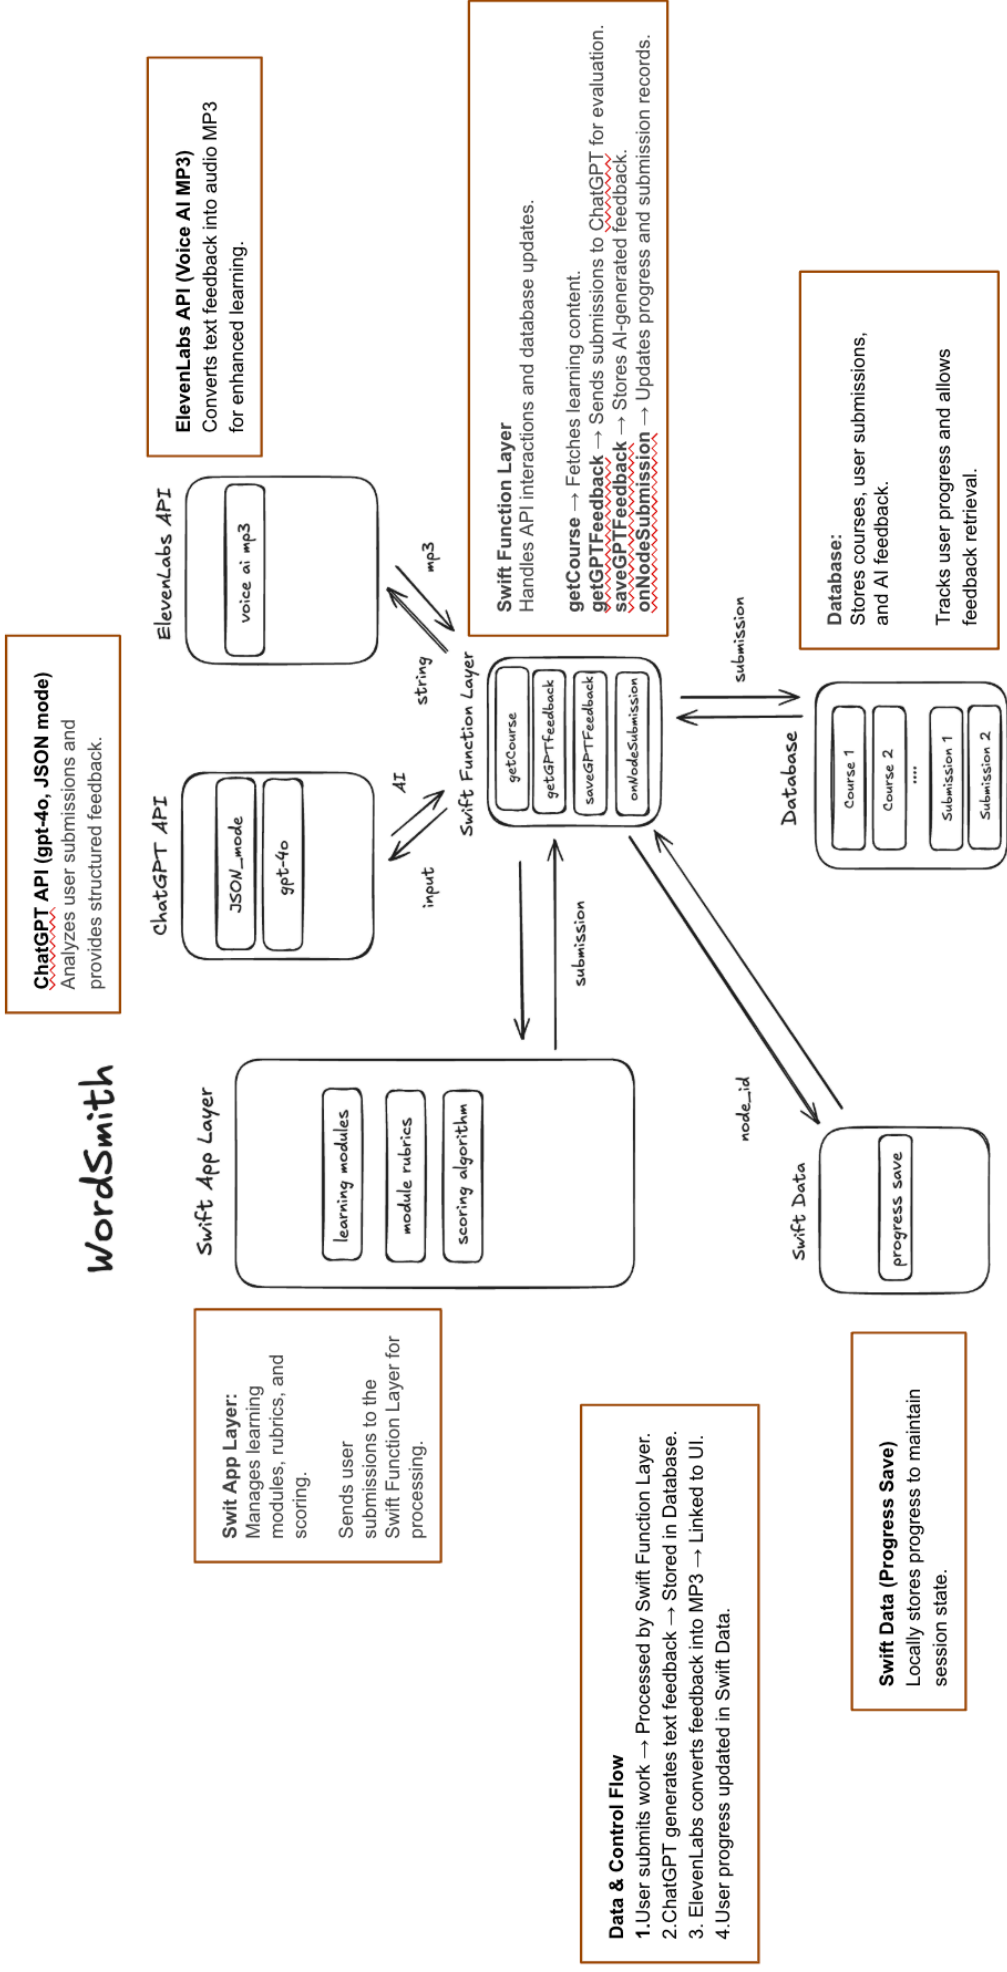 WordSmith
ChatGPT API (gpt-4o, JSON mode)
Analyzes user submissions and
provides structured feedback.
ElevenLabs API (Voice AI MP3)
Converts text feedback into audio MP3
for enhanced learning.
Swit App Layer:
Manages learning
modules, rubrics, and
scoring.
Sends user
submissions to the
Swift Function Layer for
processing.
Swift App Layer
learning modules
module rubrics
scoring algorithm
ChatGPT API
JSON_mode
gpt-4o
ElevenLabs API
voice ai mp3
input
AI
string
mp3
Swift Function Layer
getCourse
getGPTfeedback
saveGPTFeedback
onNodeSubmission
submission
Swift Function Layer
Handles API interactions and database updates.
getCourse → Fetches learning content.
getGPTFeedback → Sends submissions to ChatGPT for evaluation.
saveGPTFeedback → Stores AI-generated feedback.
onNodeSubmission → Updates progress and submission records.
Data & Control Flow
1.User submits work → Processed by Swift Function Layer.
2.ChatGPT generates text feedback → Stored in Database.
3. ElevenLabs converts feedback into MP3 → Linked to UI.
4.User progress updated in Swift Data.
node_id
submission
Swift Data
progress save
Database
Course 1
Course 2
....
Submission 1
Submission 2
Database:
Stores courses, user submissions,
and AI feedback.
Tracks user progress and allows
feedback retrieval.
Swift Data (Progress Save)
Locally stores progress to maintain
session state.